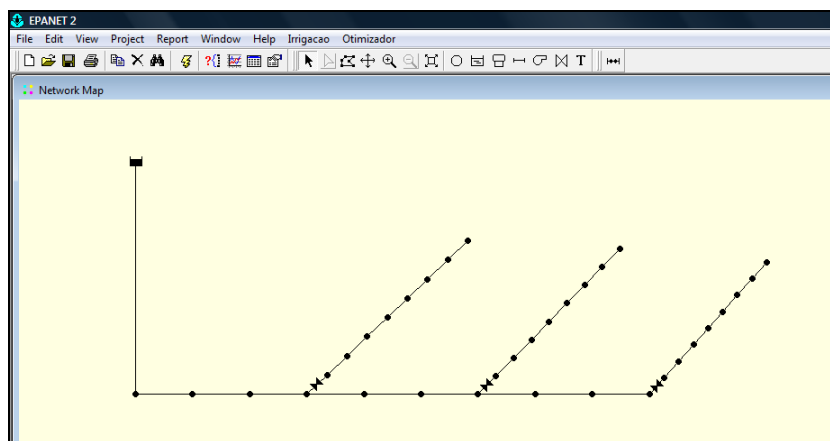 EPANET 2
File Edit View Project Report Window Help Irrigacao Otimizador
T
Network Map